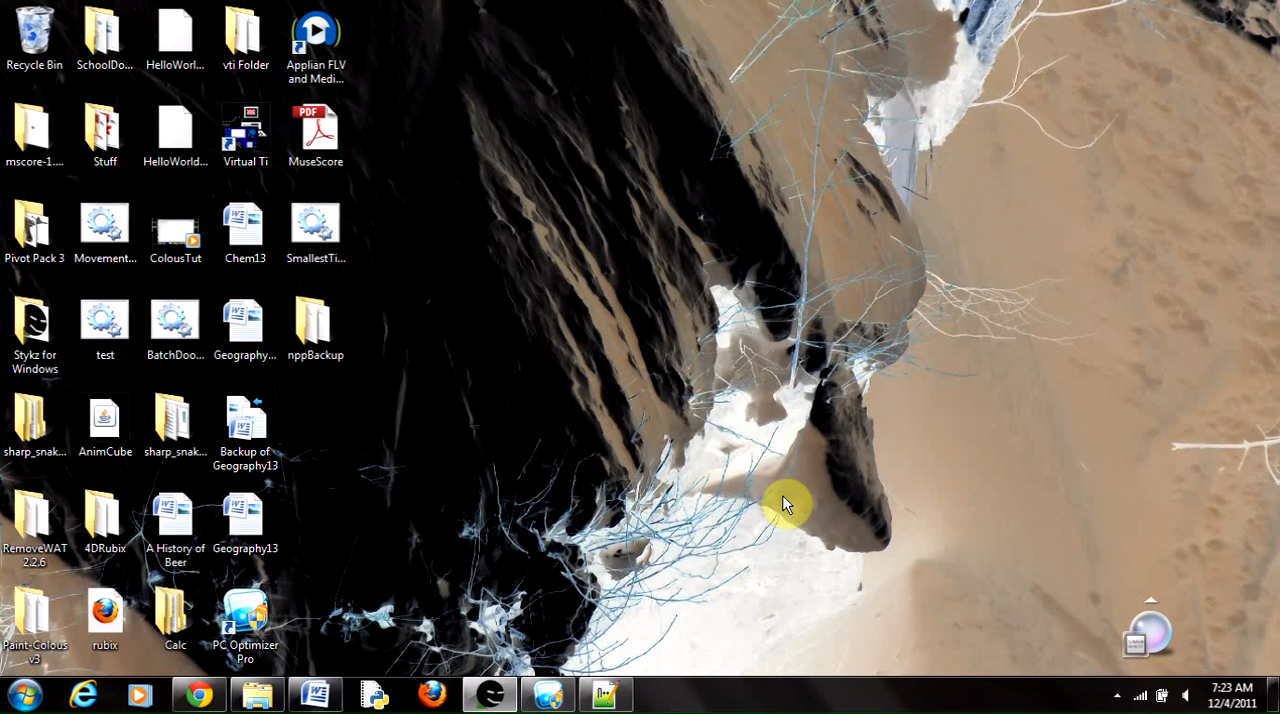 Recycle Bin
SchoolDo...
HelloWorl...
vti Folder
Applian FLV
and Medi...
mscore-1....
Stuff
HelloWorld...
Virtual Ti
PDF
MuseScore
Pivot Pack 3
Movement...
ColousTut
Chem13
SmallestTi...
Stykz for
Windows
test
BatchDoo...
Geography...
nppBackup
sharp_snak...
AnimCube
sharp_snak...
Backup of
Geography13
RemoveWAT
2.2.6
4DRubix
A History of
Beer
Geography13
Paint-Colous
v3
rubix
Calc
PC Optimizer
Pro
7:23 AM
12/4/2011